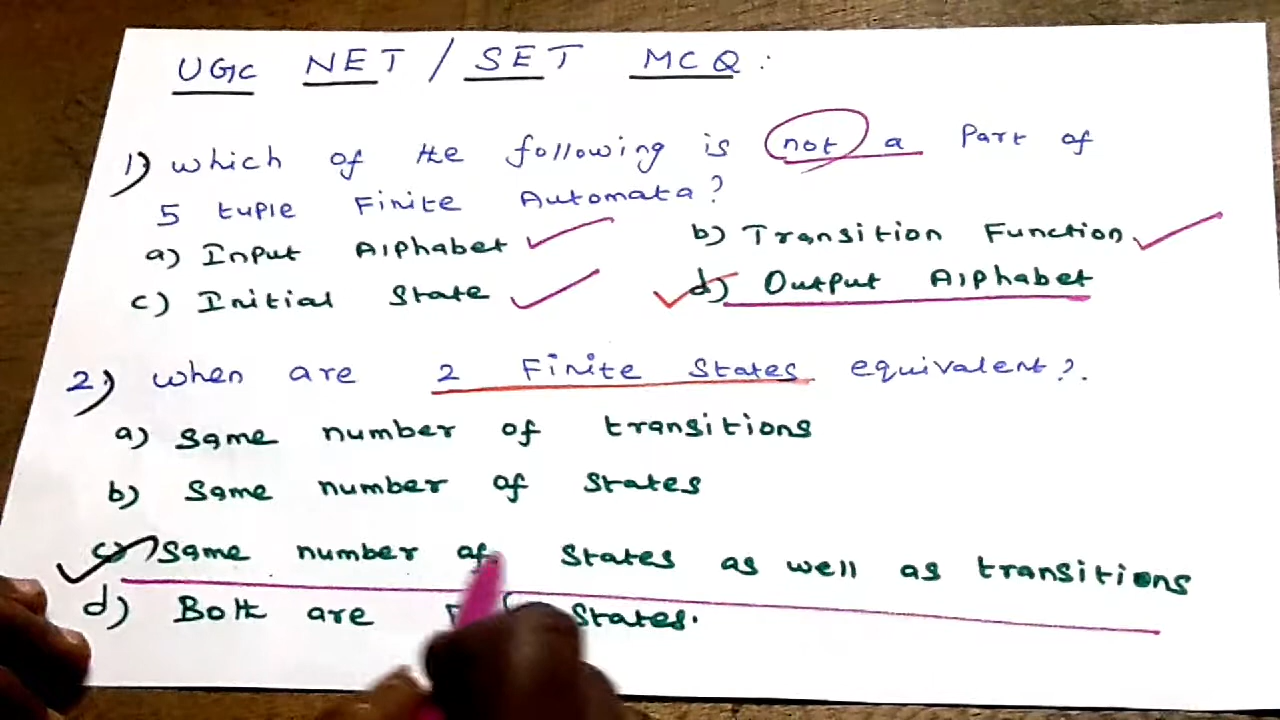 UGC NET / SET MCQ :
1) Which of the following is not a Part of
5 tuple Finite Automata?
a) Input Alphabet b) Transition Function
c) Initial State d) Output Alphabet
2) When are 2 Finite States equivalent?.
a) Same number of transitions
b) Same number of States
c) Same number of States as well as transitions
d) Both are States.